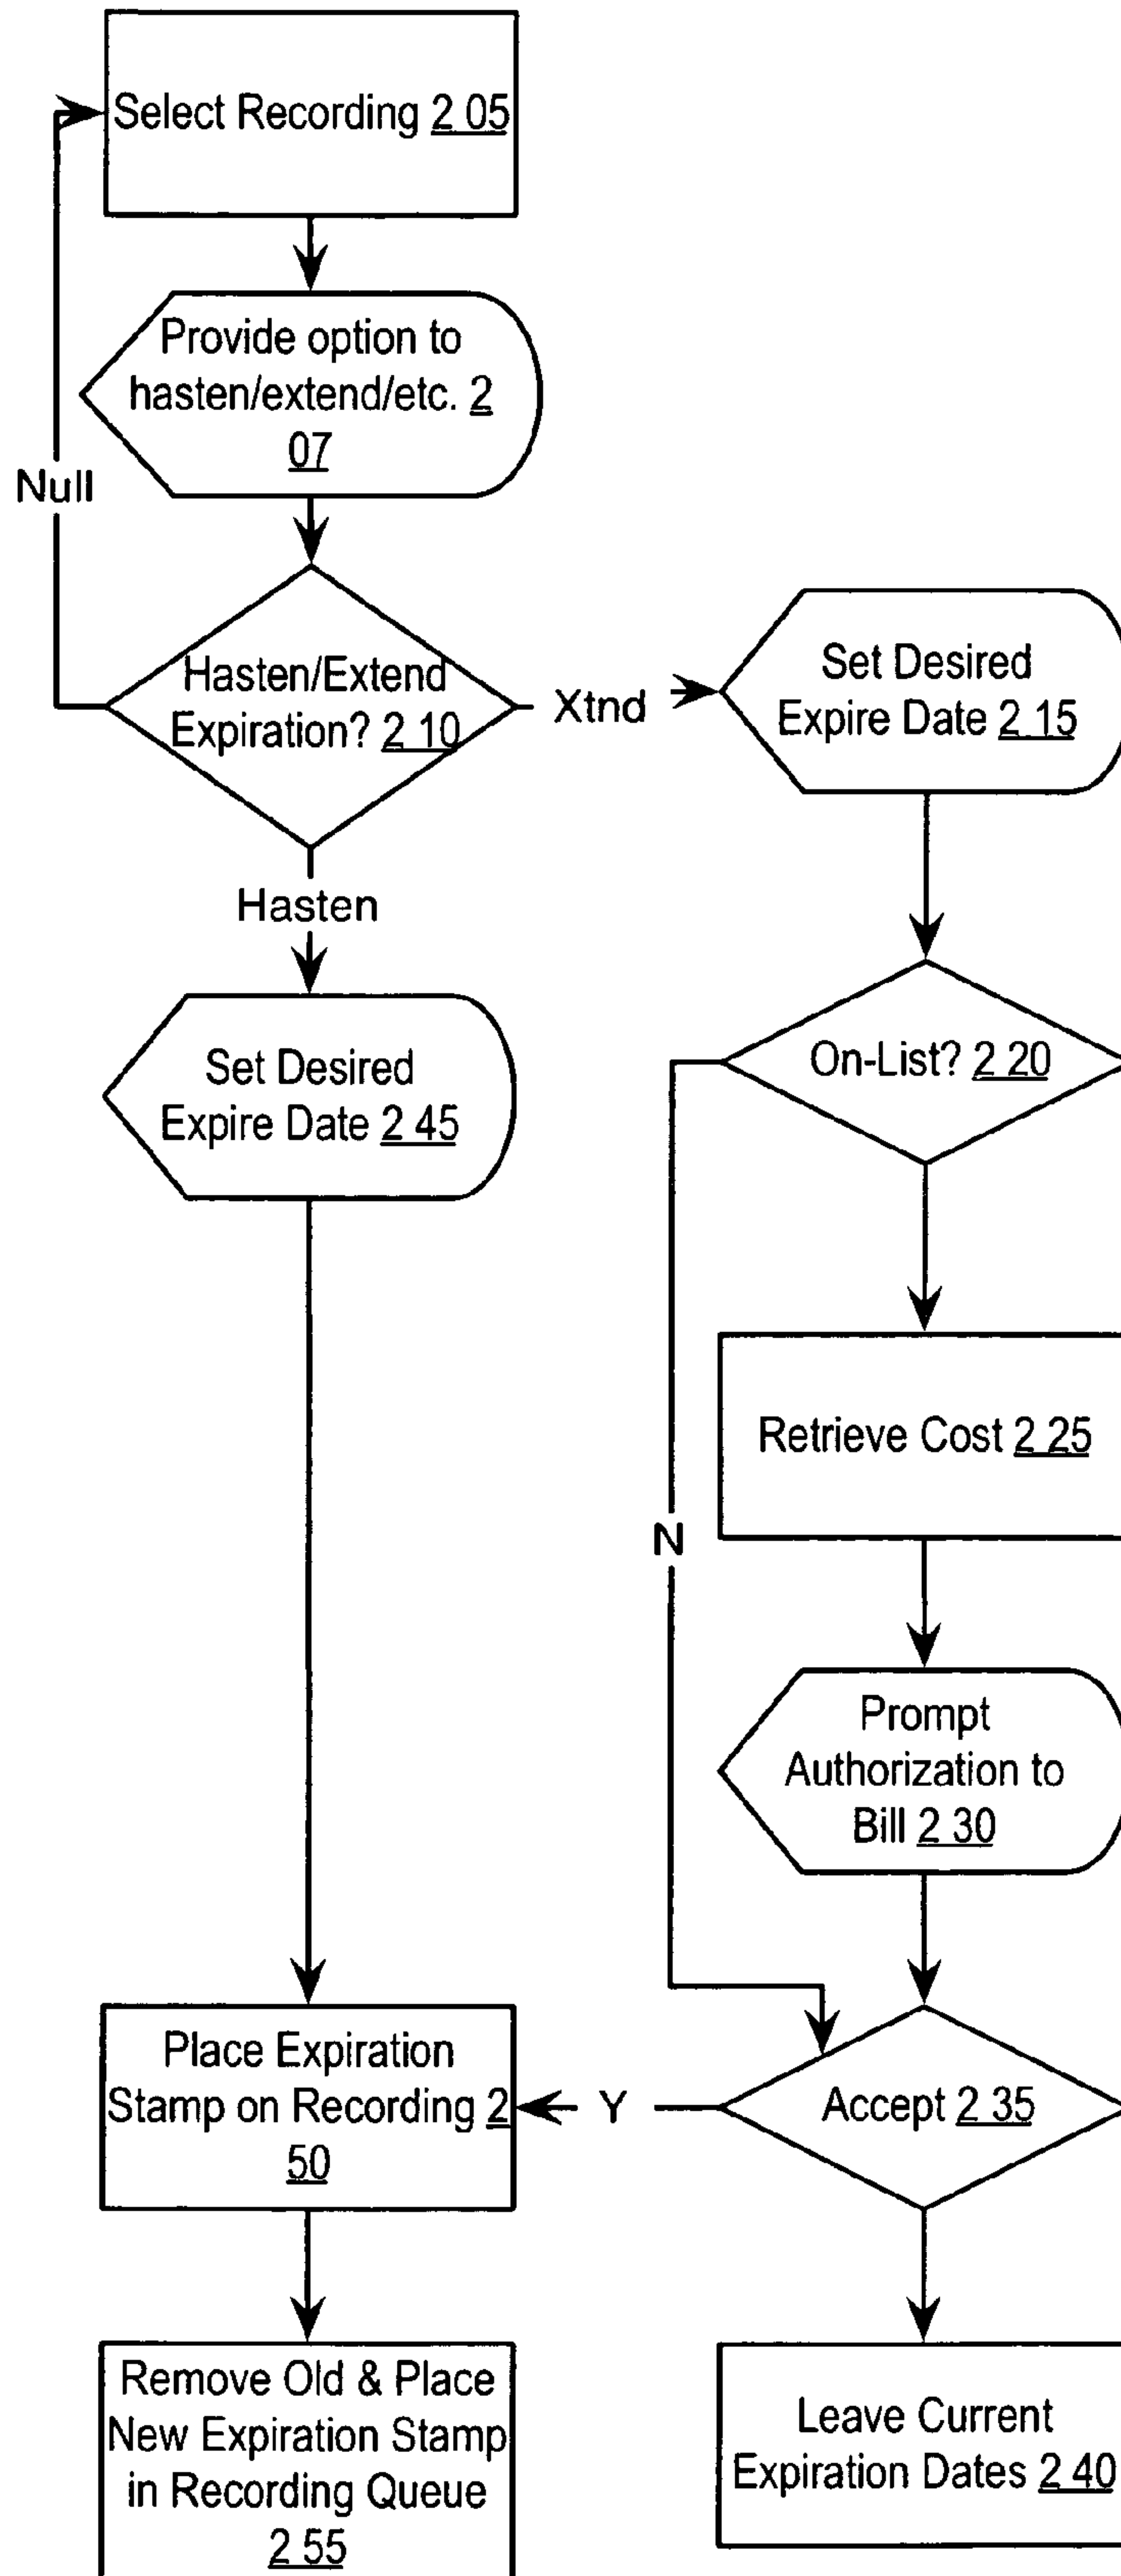 Select Recording 2 05
Provide option to
hasten/extend/etc. 2
07
Null
Hasten/Extend
Expiration? 2 10
Xtnd
Set Desired
Expire Date 2 15
Hasten
Set Desired
Expire Date 2 45
On-List? 2 20
Retrieve Cost 2 25
N
Prompt
Authorization to
Bill 2 30
Place Expiration
Stamp on Recording 2
50
Y
Accept 2 35
Remove Old & Place
New Expiration Stamp
in Recording Queue
2 55
Leave Current
Expiration Dates 2 40